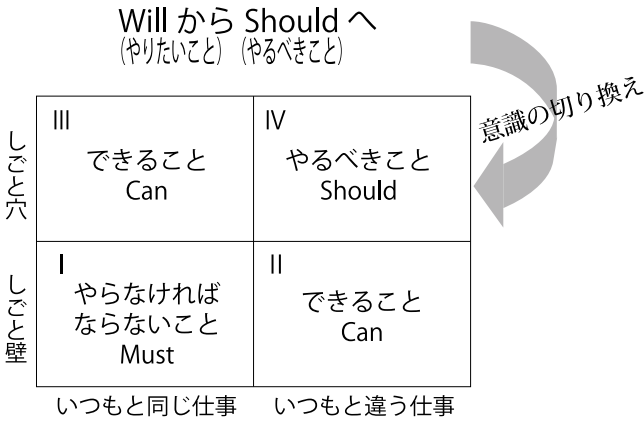 Will から Should へ
(やりたいこと) (やるべきこと)
意識の切り換え
しごと穴
III
できること
Can
IV
やるべきこと
Should
しごと壁
I
やらなければ
ならないこと
Must
II
できること
Can
いつもと同じ仕事
いつもと違う仕事